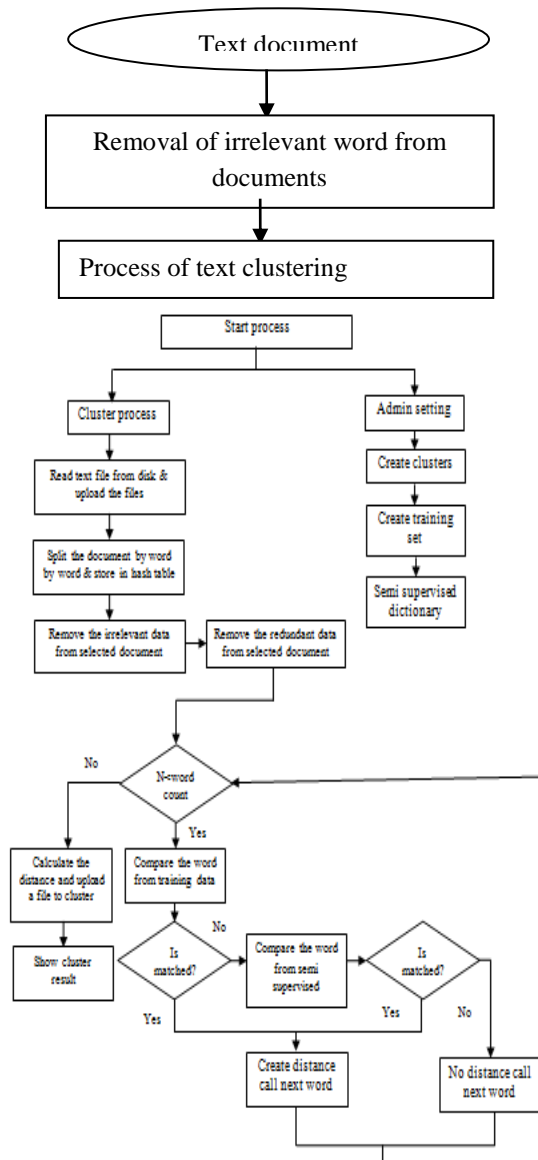 Text document
Removal of irrelevant word from
documents
Process of text clustering
Start process
Cluster process
Admin setting
Read text file from disk &
upload the files
Create clusters
Split the document by word
by word & store in hash table
Create training
set
Remove the irrelevant data
from selected document
Remove the redundant data
from selected document
Semi supervised
dictionary
No
N<=word
count
Yes
Calculate the
distance and upload
a file to cluster
Compare the word
from training data
Show cluster
result
Is
matched?
No
Compare the word
from semi
supervised
Is
matched?
Yes
Yes
No
Create distance
call next word
No distance call
next word